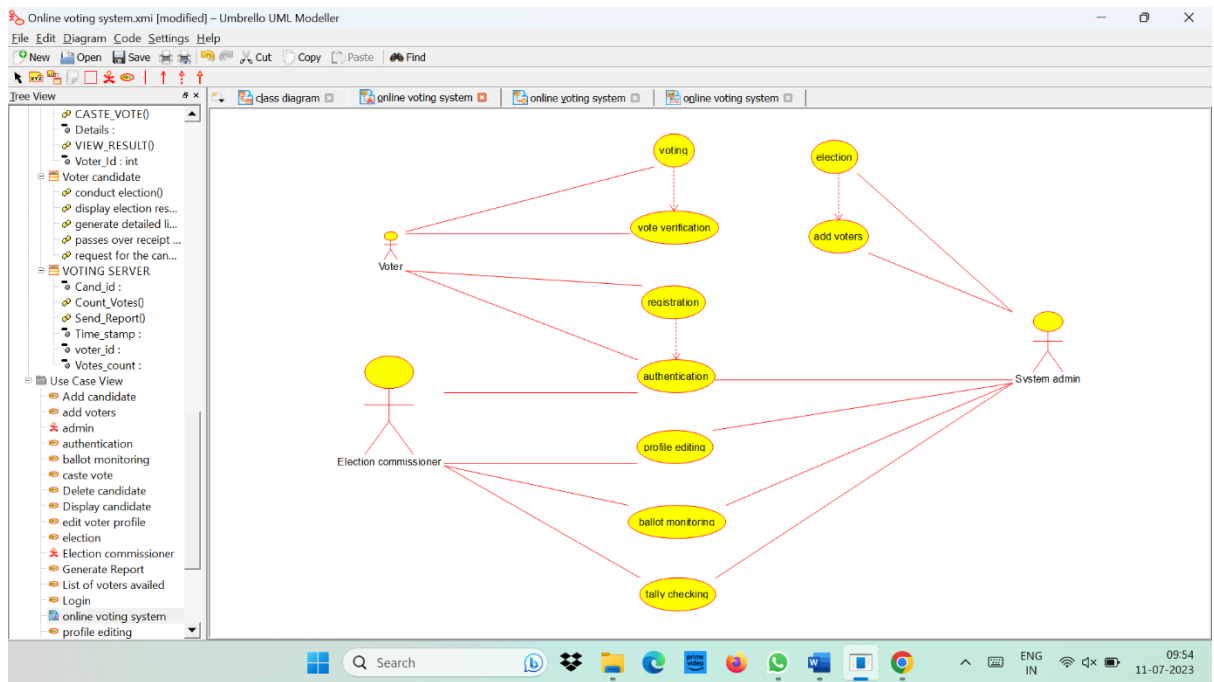 Online voting system.xmi [modified] – Umbrello UML Modeller
File Edit Diagram Code Settings Help
New Open Save Cut Copy Paste Find
XYZ
Tree View
class diagram
online voting system
online voting system
online voting system
CASTE_VOTE()
Details :
VIEW_RESULT()
Voter_Id : int
Voter candidate
conduct election()
display election res...
generate detailed li...
passes over receipt ...
request for the can...
VOTING SERVER
Cand_id :
Count_Votes()
Send_Report()
Time_stamp :
voter_id :
Votes_count :
Use Case View
Add candidate
add voters
admin
authentication
ballot monitoring
caste vote
Delete candidate
Display candidate
edit voter profile
election
Election commissioner
Generate Report
List of voters availed
Login
online voting system
profile editing
voting
election
vote verification
add voters
Voter
registration
authentication
System admin
profile editing
Election commissioner
ballot monitoring
tally checking
Search
prime video
W
ENG
IN
09:54
11-07-2023